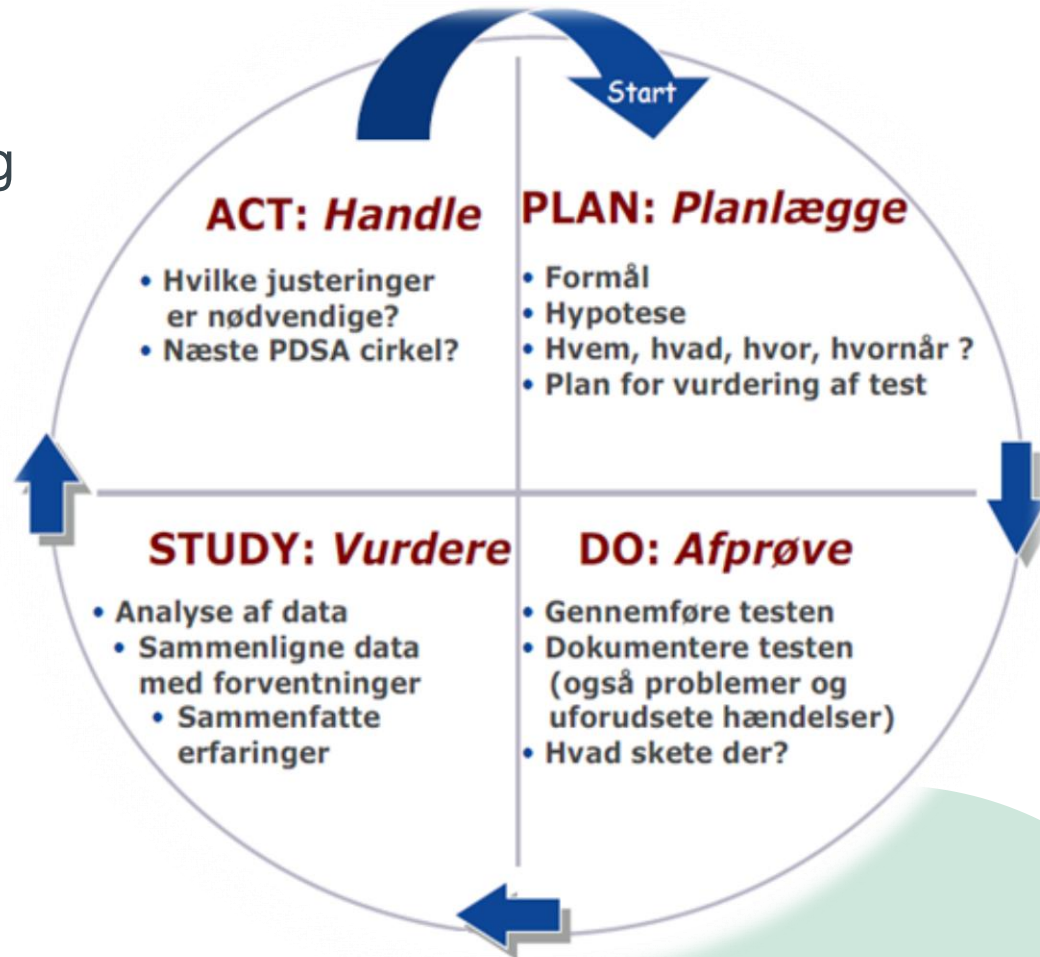 Start
g
ACT: Handle
• Hvilke justeringer
er nødvendige?
• Næste PDSA cirkel?
PLAN: Planlægge
• Formål
• Hypotese
• Hvem, hvad, hvor, hvornår ?
• Plan for vurdering af test
STUDY: Vurdere
• Analyse af data
• Sammenligne data
med forventninger
• Sammenfatte
erfaringer
DO: Afprøve
• Gennemføre testen
• Dokumentere testen
(også problemer og
uforudsete hændelser)
• Hvad skete der?